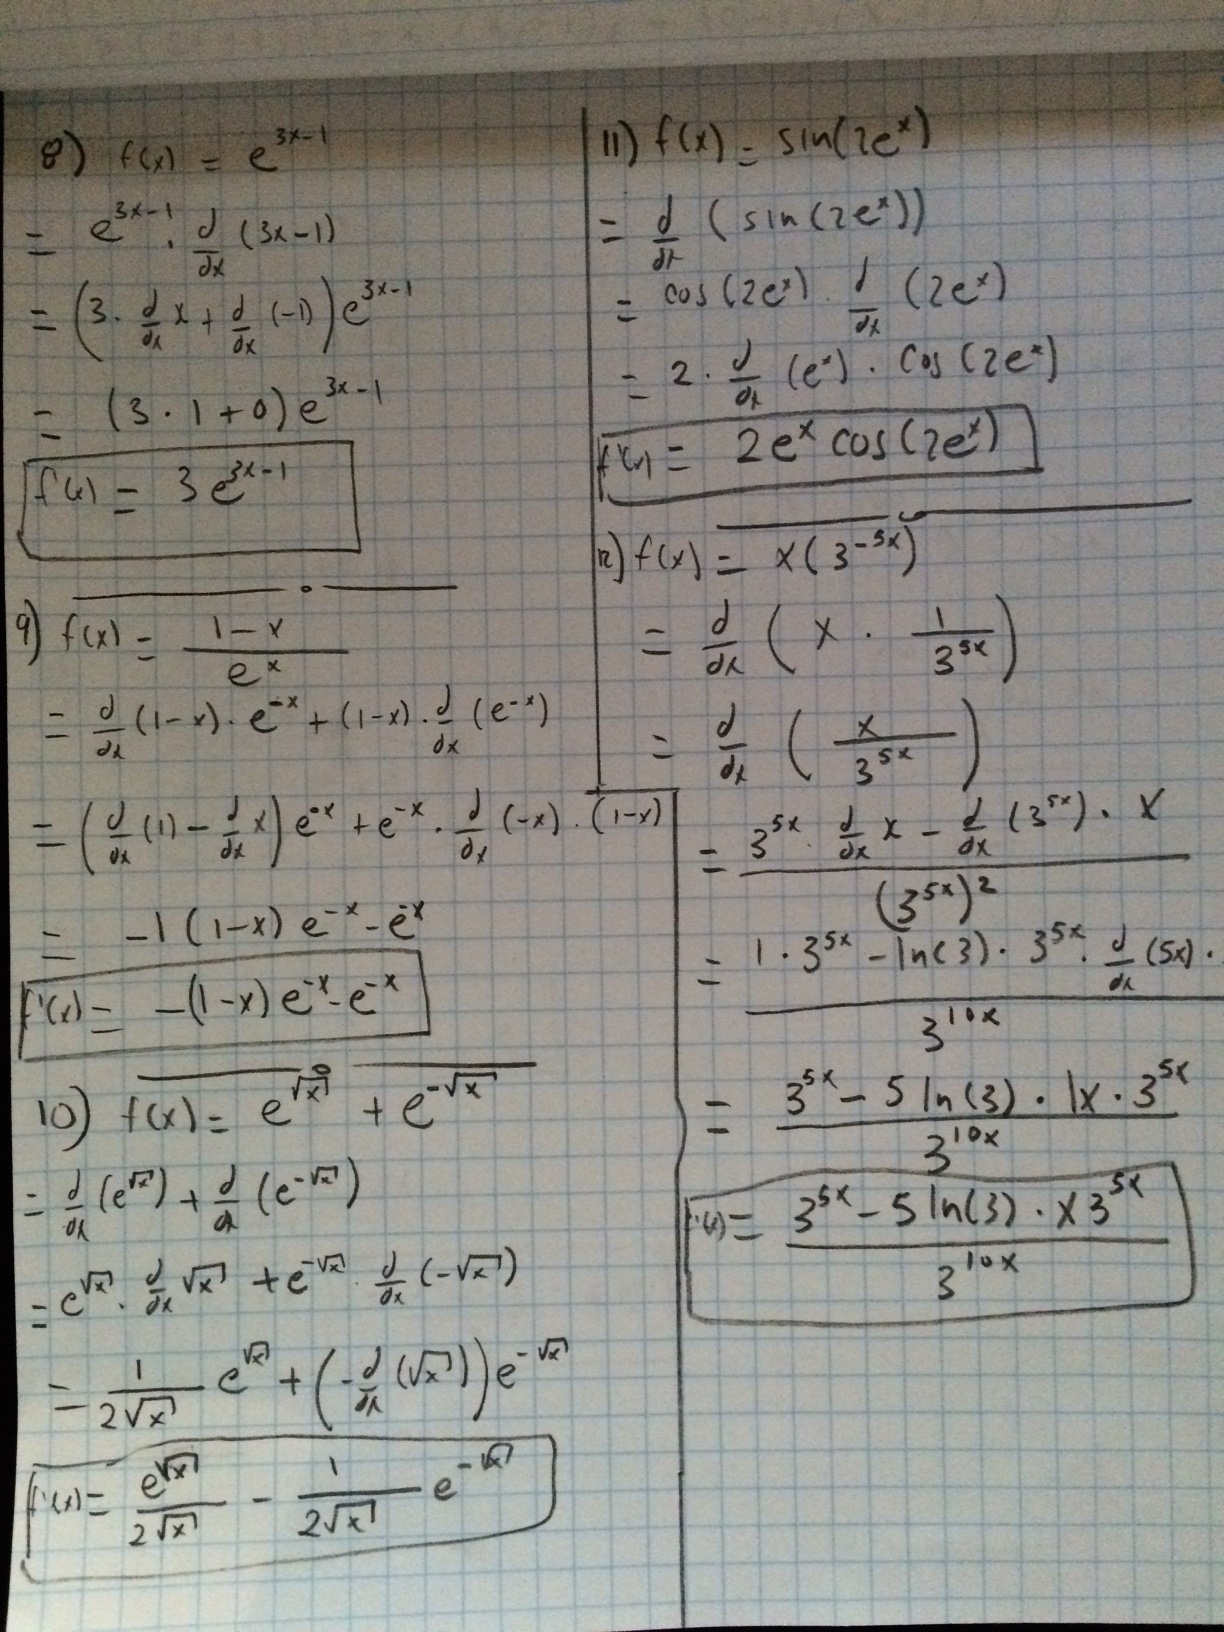 8) f(x) = e^{3x-1}
= e^{3x-1} · d/dx (3x-1)
= (3 · d/dx x + d/dx (-1)) e^{3x-1}
= (3 · 1 + 0) e^{3x-1}
f'(x) = 3e^{3x-1}
9) f(x) = (1-x)/e^x
= d/dx (1-x) · e^{-x} + (1-x) · d/dx (e^{-x})
= (d/dx (1) - d/dx x) e^{-x} + e^{-x} · d/dx (-x) · (1-x)
= -1 (1-x) e^{-x} - e^{-x}
f'(x) = -(1-x) e^{-x} - e^{-x}
10) f(x) = e^{√x} + e^{-√x}
= d/dx (e^{√x}) + d/dx (e^{-√x})
= e^{√x} · d/dx √x + e^{-√x} · d/dx (-√x)
= 1/(2√x) e^{√x} + (-d/dx (√x)) e^{-√x}
f'(x) = e^{√x}/(2√x) - 1/(2√x) e^{-√x}
11) f(x) = sin(2e^x)
= d/dx (sin(2e^x))
= cos(2e^x) · d/dx (2e^x)
= 2 · d/dx (e^x) · cos(2e^x)
f'(x) = 2e^x cos(2e^x)
12) f(x) = x(3^{-5x})
= d/dx (x · 1/3^{5x})
= d/dx (x/3^{5x})
= (3^{5x} · d/dx x - d/dx (3^{5x}) · x)/(3^{5x})^2
= (1 · 3^{5x} - ln(3) · 3^{5x} · d/dx (5x) ·)/3^{10x}
= (3^{5x} - 5 ln(3) · 1x · 3^{5x})/3^{10x}
f'(x) = (3^{5x} - 5 ln(3) · x 3^{5x})/3^{10x}